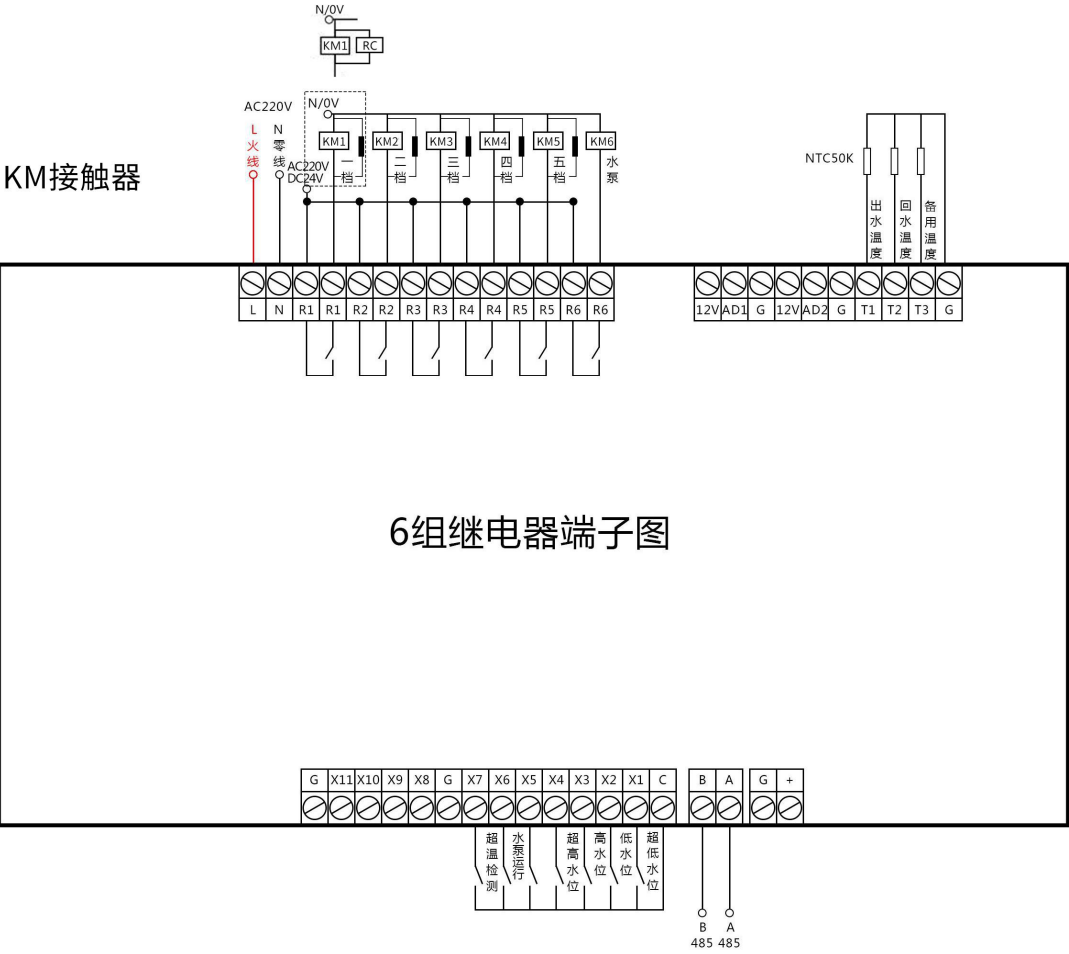 N/0V
KM1 RC
AC220V
N/0V
L火线
N零线
AC220V
DC24V
KM1 KM2 KM3 KM4 KM5 KM6
一档
二档
三档
四档
五档
水泵
KM接触器
NTC50K
出水温度
回水温度
备用温度
L N R1 R1 R2 R2 R3 R3 R4 R4 R5 R5 R6 R6
12V AD1 G 12V AD2 G T1 T2 T3 G
6组继电器端子图
G X11 X10 X9 X8 G X7 X6 X5 X4 X3 X2 X1 C
B A
G +
超温检测
水泵运行
超高水位
高水位
低水位
超低水位
B A
485 485